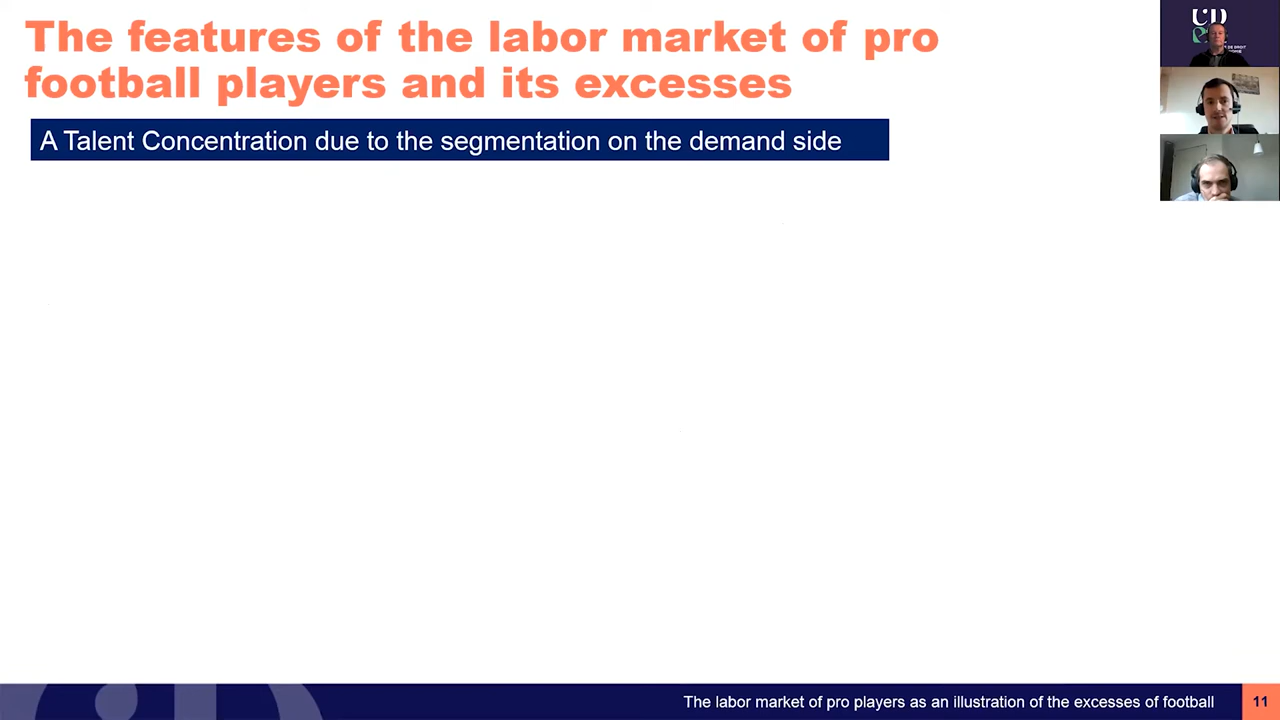 The features of the labor market of pro
football players and its excesses
A Talent Concentration due to the segmentation on the demand side
The labor market of pro players as an illustration of the excesses of football
11